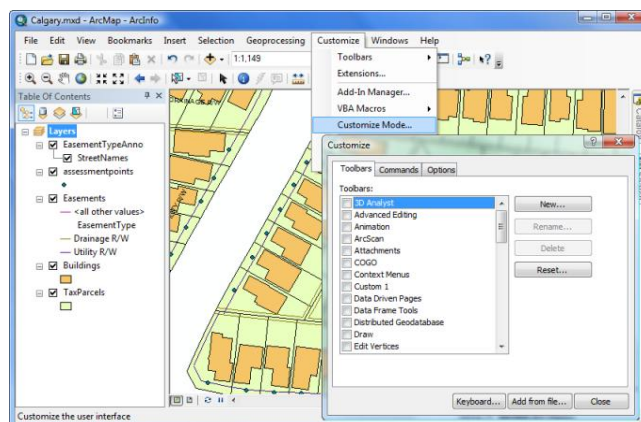 Calgary.mxd - ArcMap - ArcInfo
File Edit View Bookmarks Insert Selection Geoprocessing Customize Windows Help
1:1,149
Toolbars
Extensions...
Add-In Manager...
VBA Macros
Customize Mode...
Table Of Contents
Layers
EasementTypeAnno
StreetNames
assessmentpoints
Easements
<all other values>
EasementType
Drainage R/W
Utility R/W
Buildings
TaxParcels
Customize
Toolbars Commands Options
Toolbars:
3D Analyst
Advanced Editing
Animation
ArcScan
Attachments
COGO
Context Menus
Custom 1
Data Driven Pages
Data Frame Tools
Distributed Geodatabase
Draw
Edit Vertices
New...
Rename...
Delete
Reset...
Keyboard... Add from file... Close
Customize the user interface